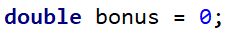 double bonus = 0;